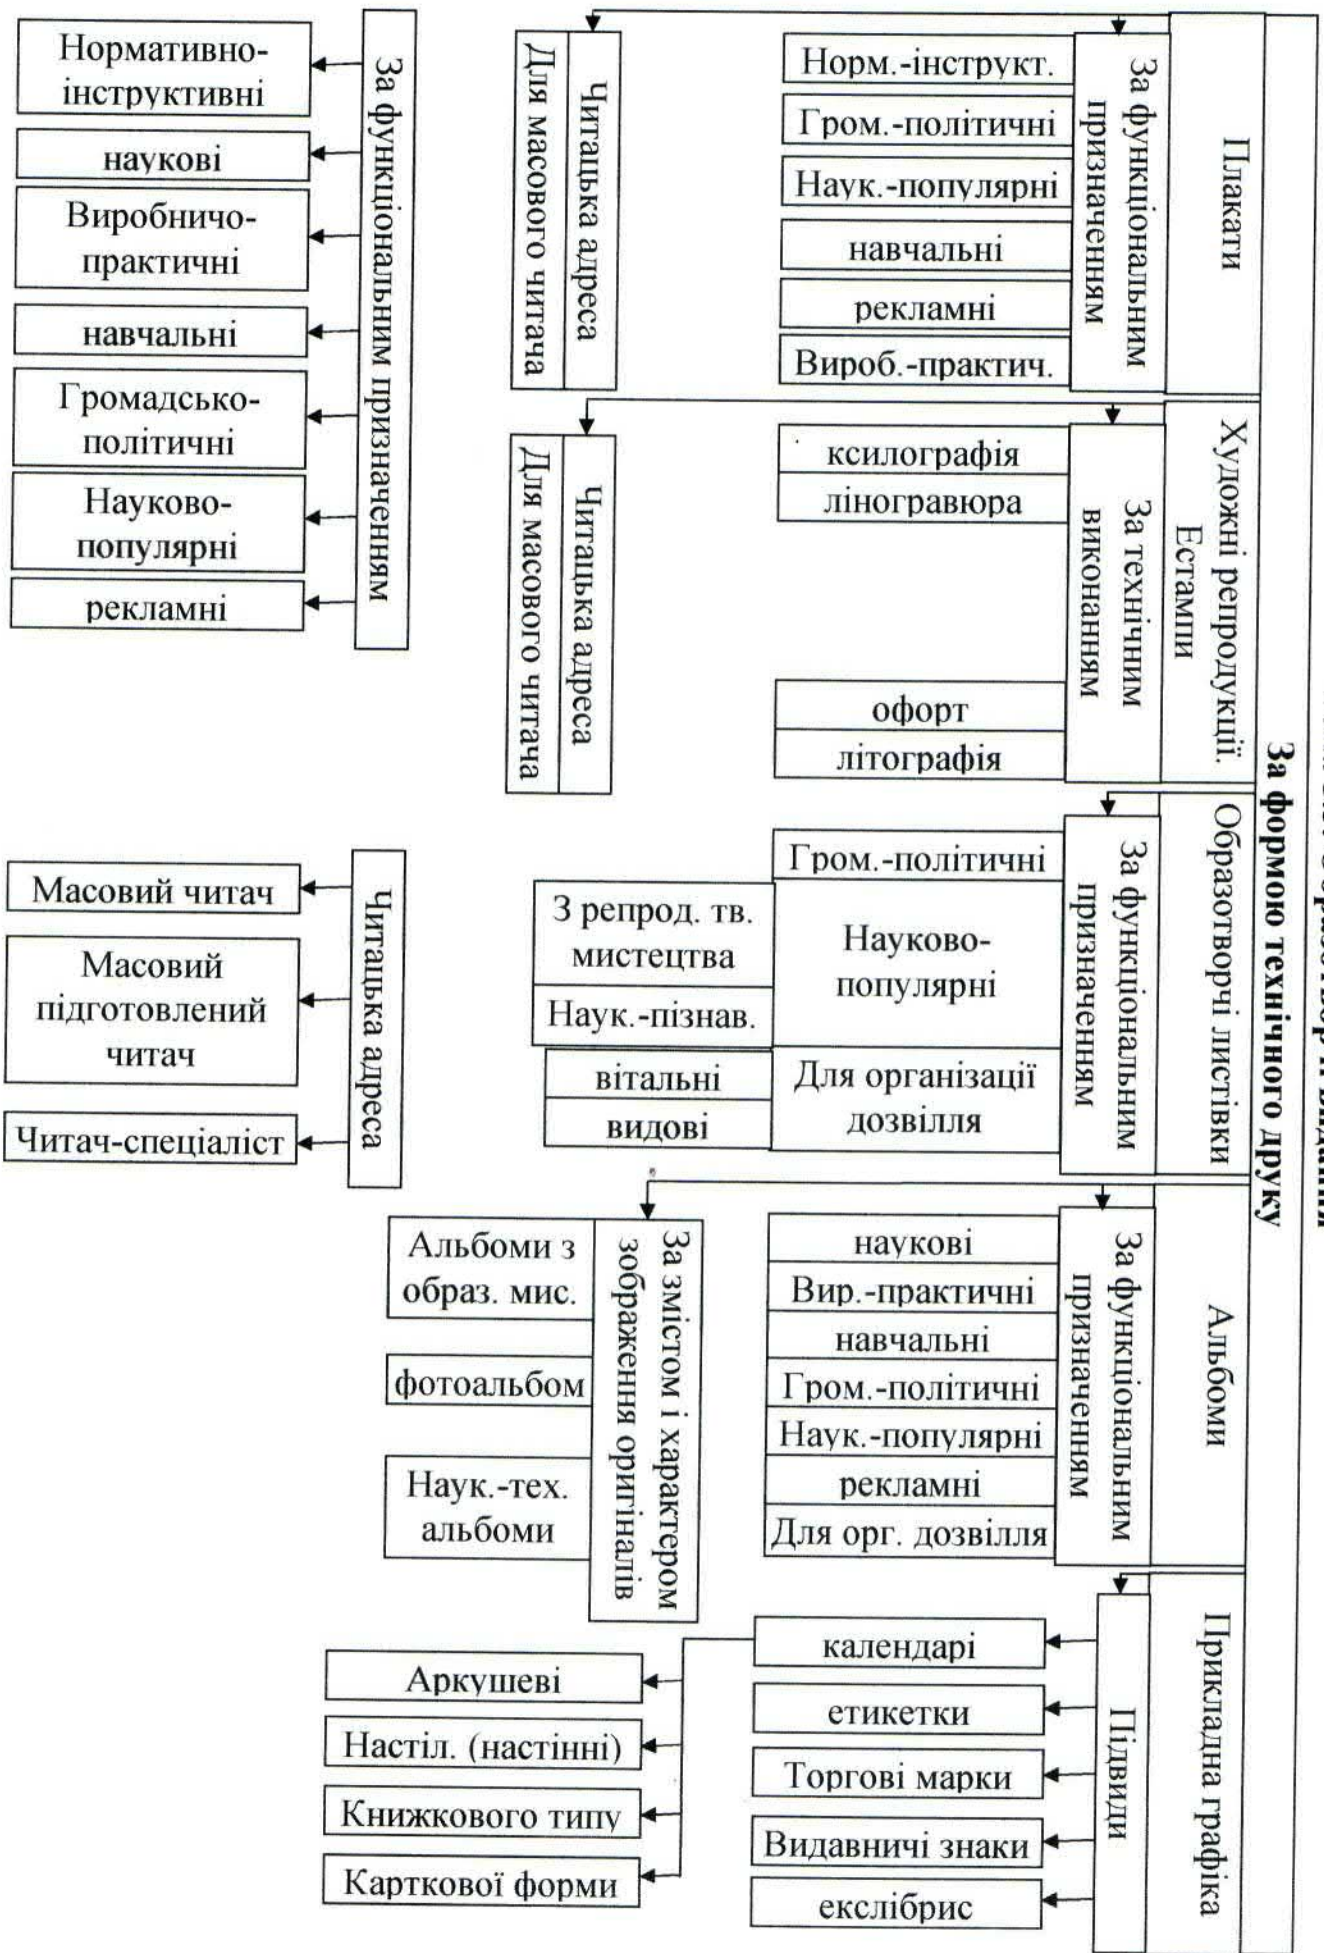 За формою технічного друку
Плакати
За функціональним
призначенням
Норм.-інструкт.
Гром.-політичні
Наук.-популярні
навчальні
рекламні
Вироб.-практич.
Читацька адреса
Для масового читача
Художні репродукції.
Естампи
За технічним
виконанням
ксилографія
ліногравюра
офорт
літографія
Читацька адреса
Для масового читача
Образотворчі листівки
За функціональним
призначенням
Гром.-політичні
Науково-
популярні
З репрод. тв.
мистецтва
Наук.-пізнав.
Для організації
дозвілля
вітальні
видові
Альбоми
За функціональним
призначенням
наукові
Вир.-практичні
навчальні
Гром.-політичні
Наук.-популярні
рекламні
Для орг. дозвілля
За змістом і характером
зображення оригіналів
Альбоми з
образ. мис.
фотоальбом
Наук.-тех.
альбоми
Прикладна графіка
Підвиди
календарі
етикетки
Торгові марки
Видавничі знаки
екслібрис
Аркушеві
Настіл. (настінні)
Книжкового типу
Карткової форми
За функціональним призначенням
Нормативно-
інструктивні
наукові
Виробничо-
практичні
навчальні
Громадсько-
політичні
Науково-
популярні
рекламні
Читацька адреса
Масовий читач
Масовий
підготовлений
читач
Читач-спеціаліст